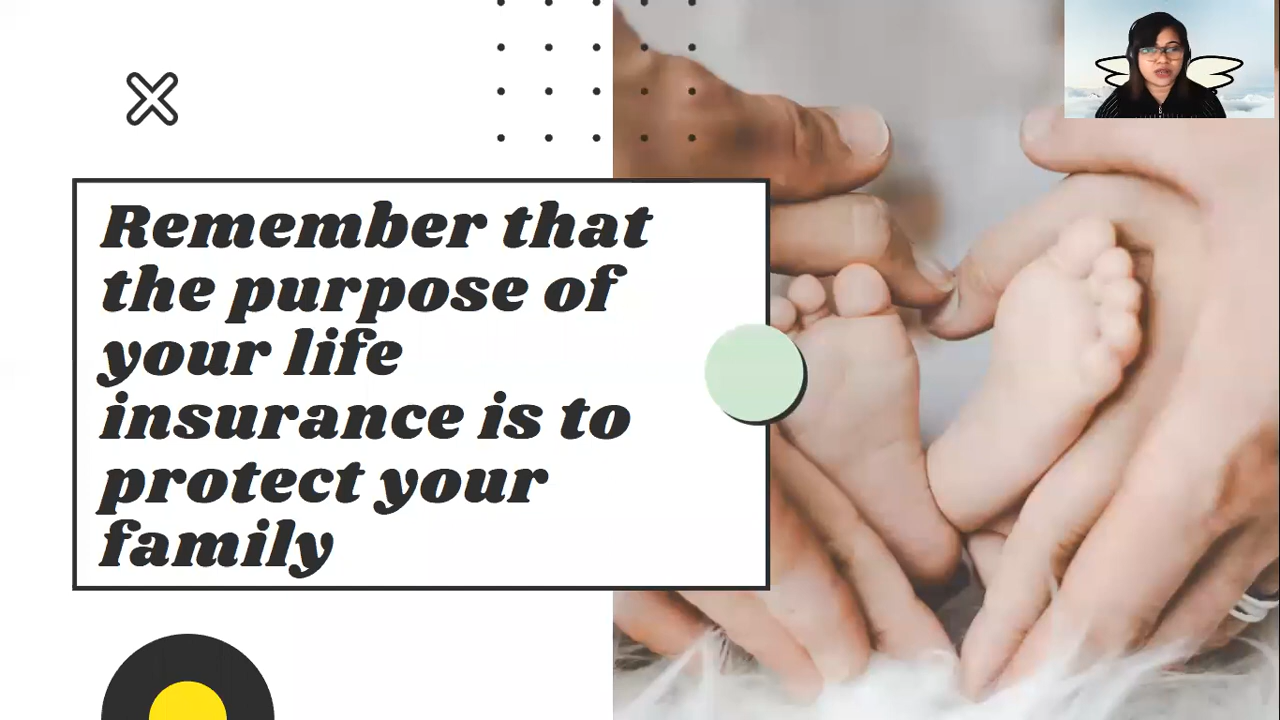 Remember that
the purpose of
your life
insurance is to
protect your
family